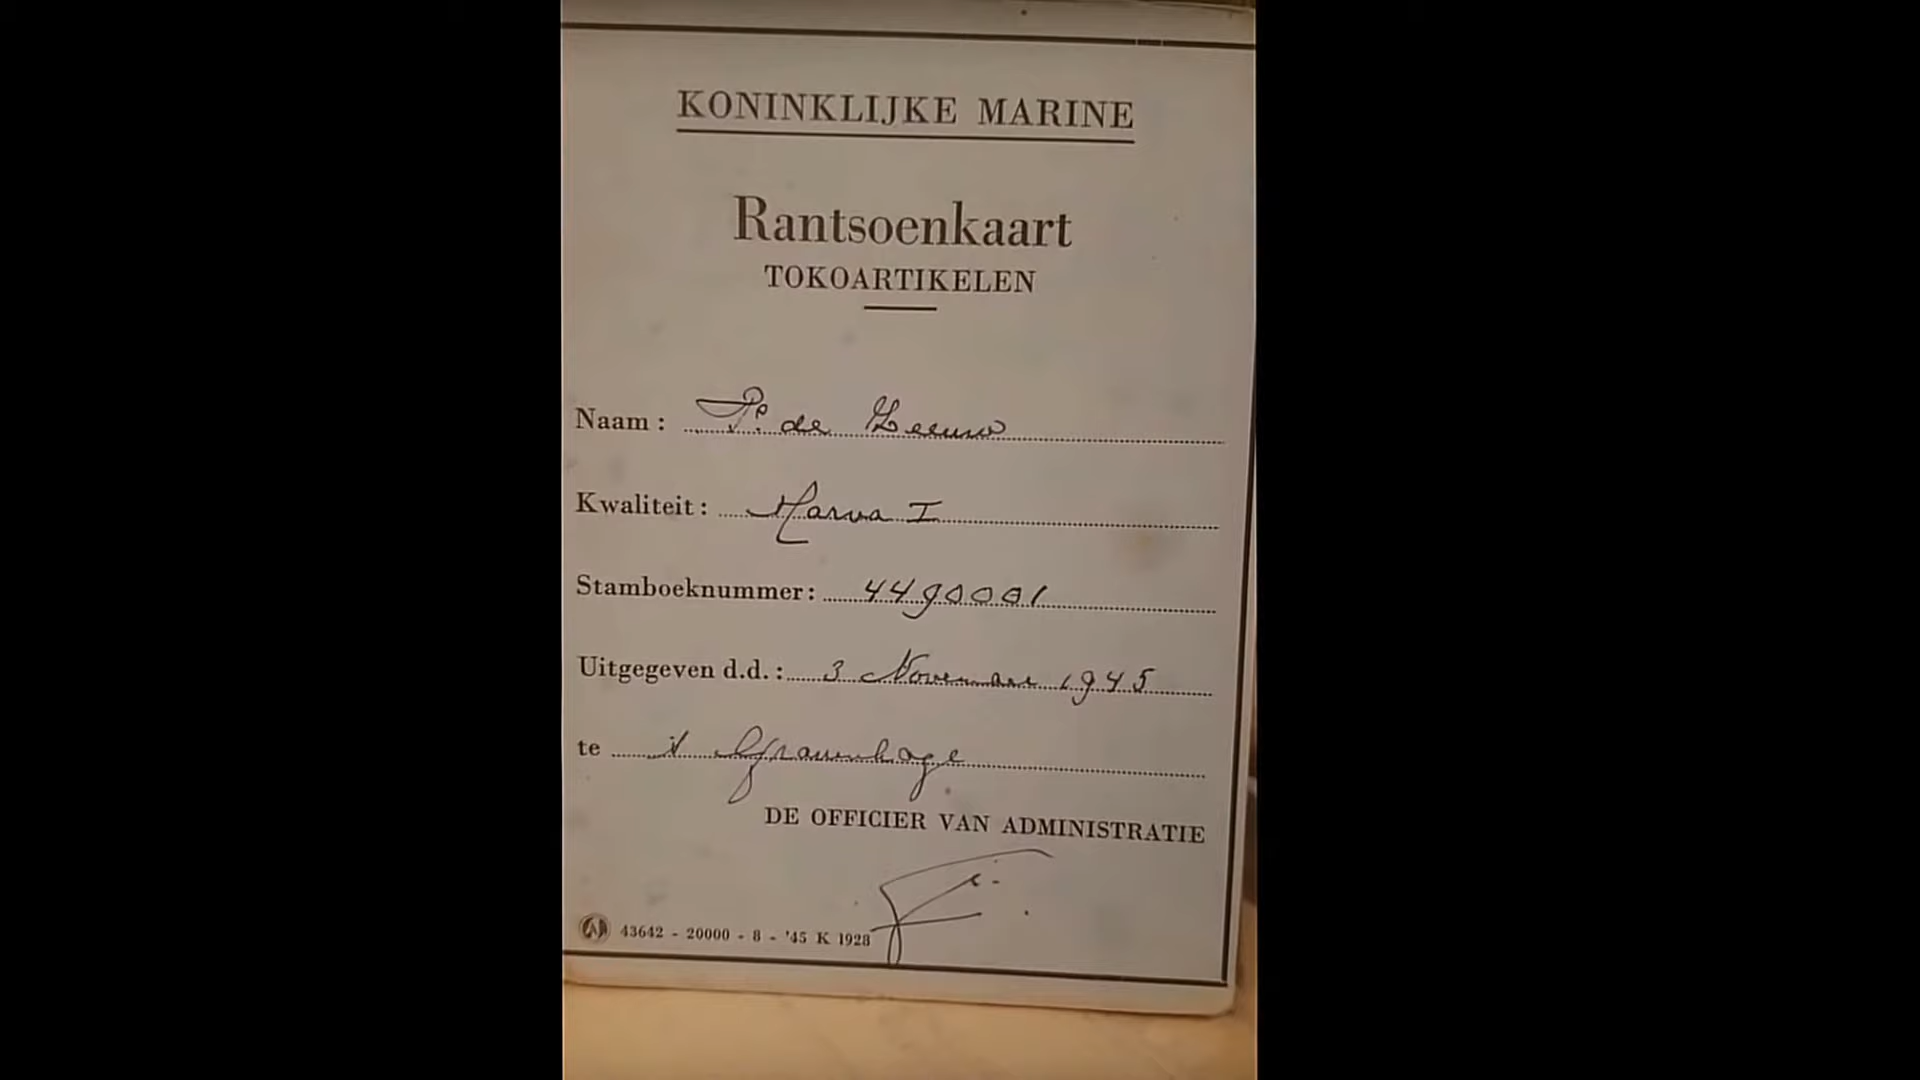 KONINKLIJKE MARINE
Rantsoenkaart
TOKOARTIKELEN
Naam: P. de Zeeuw
Kwaliteit: Marva I
Stamboeknummer: 4490001
Uitgegeven d.d.: 3 November 1945
te 's Gravenhage
DE OFFICIER VAN ADMINISTRATIE
43642 - 20000 - 8 - '45 K 1928